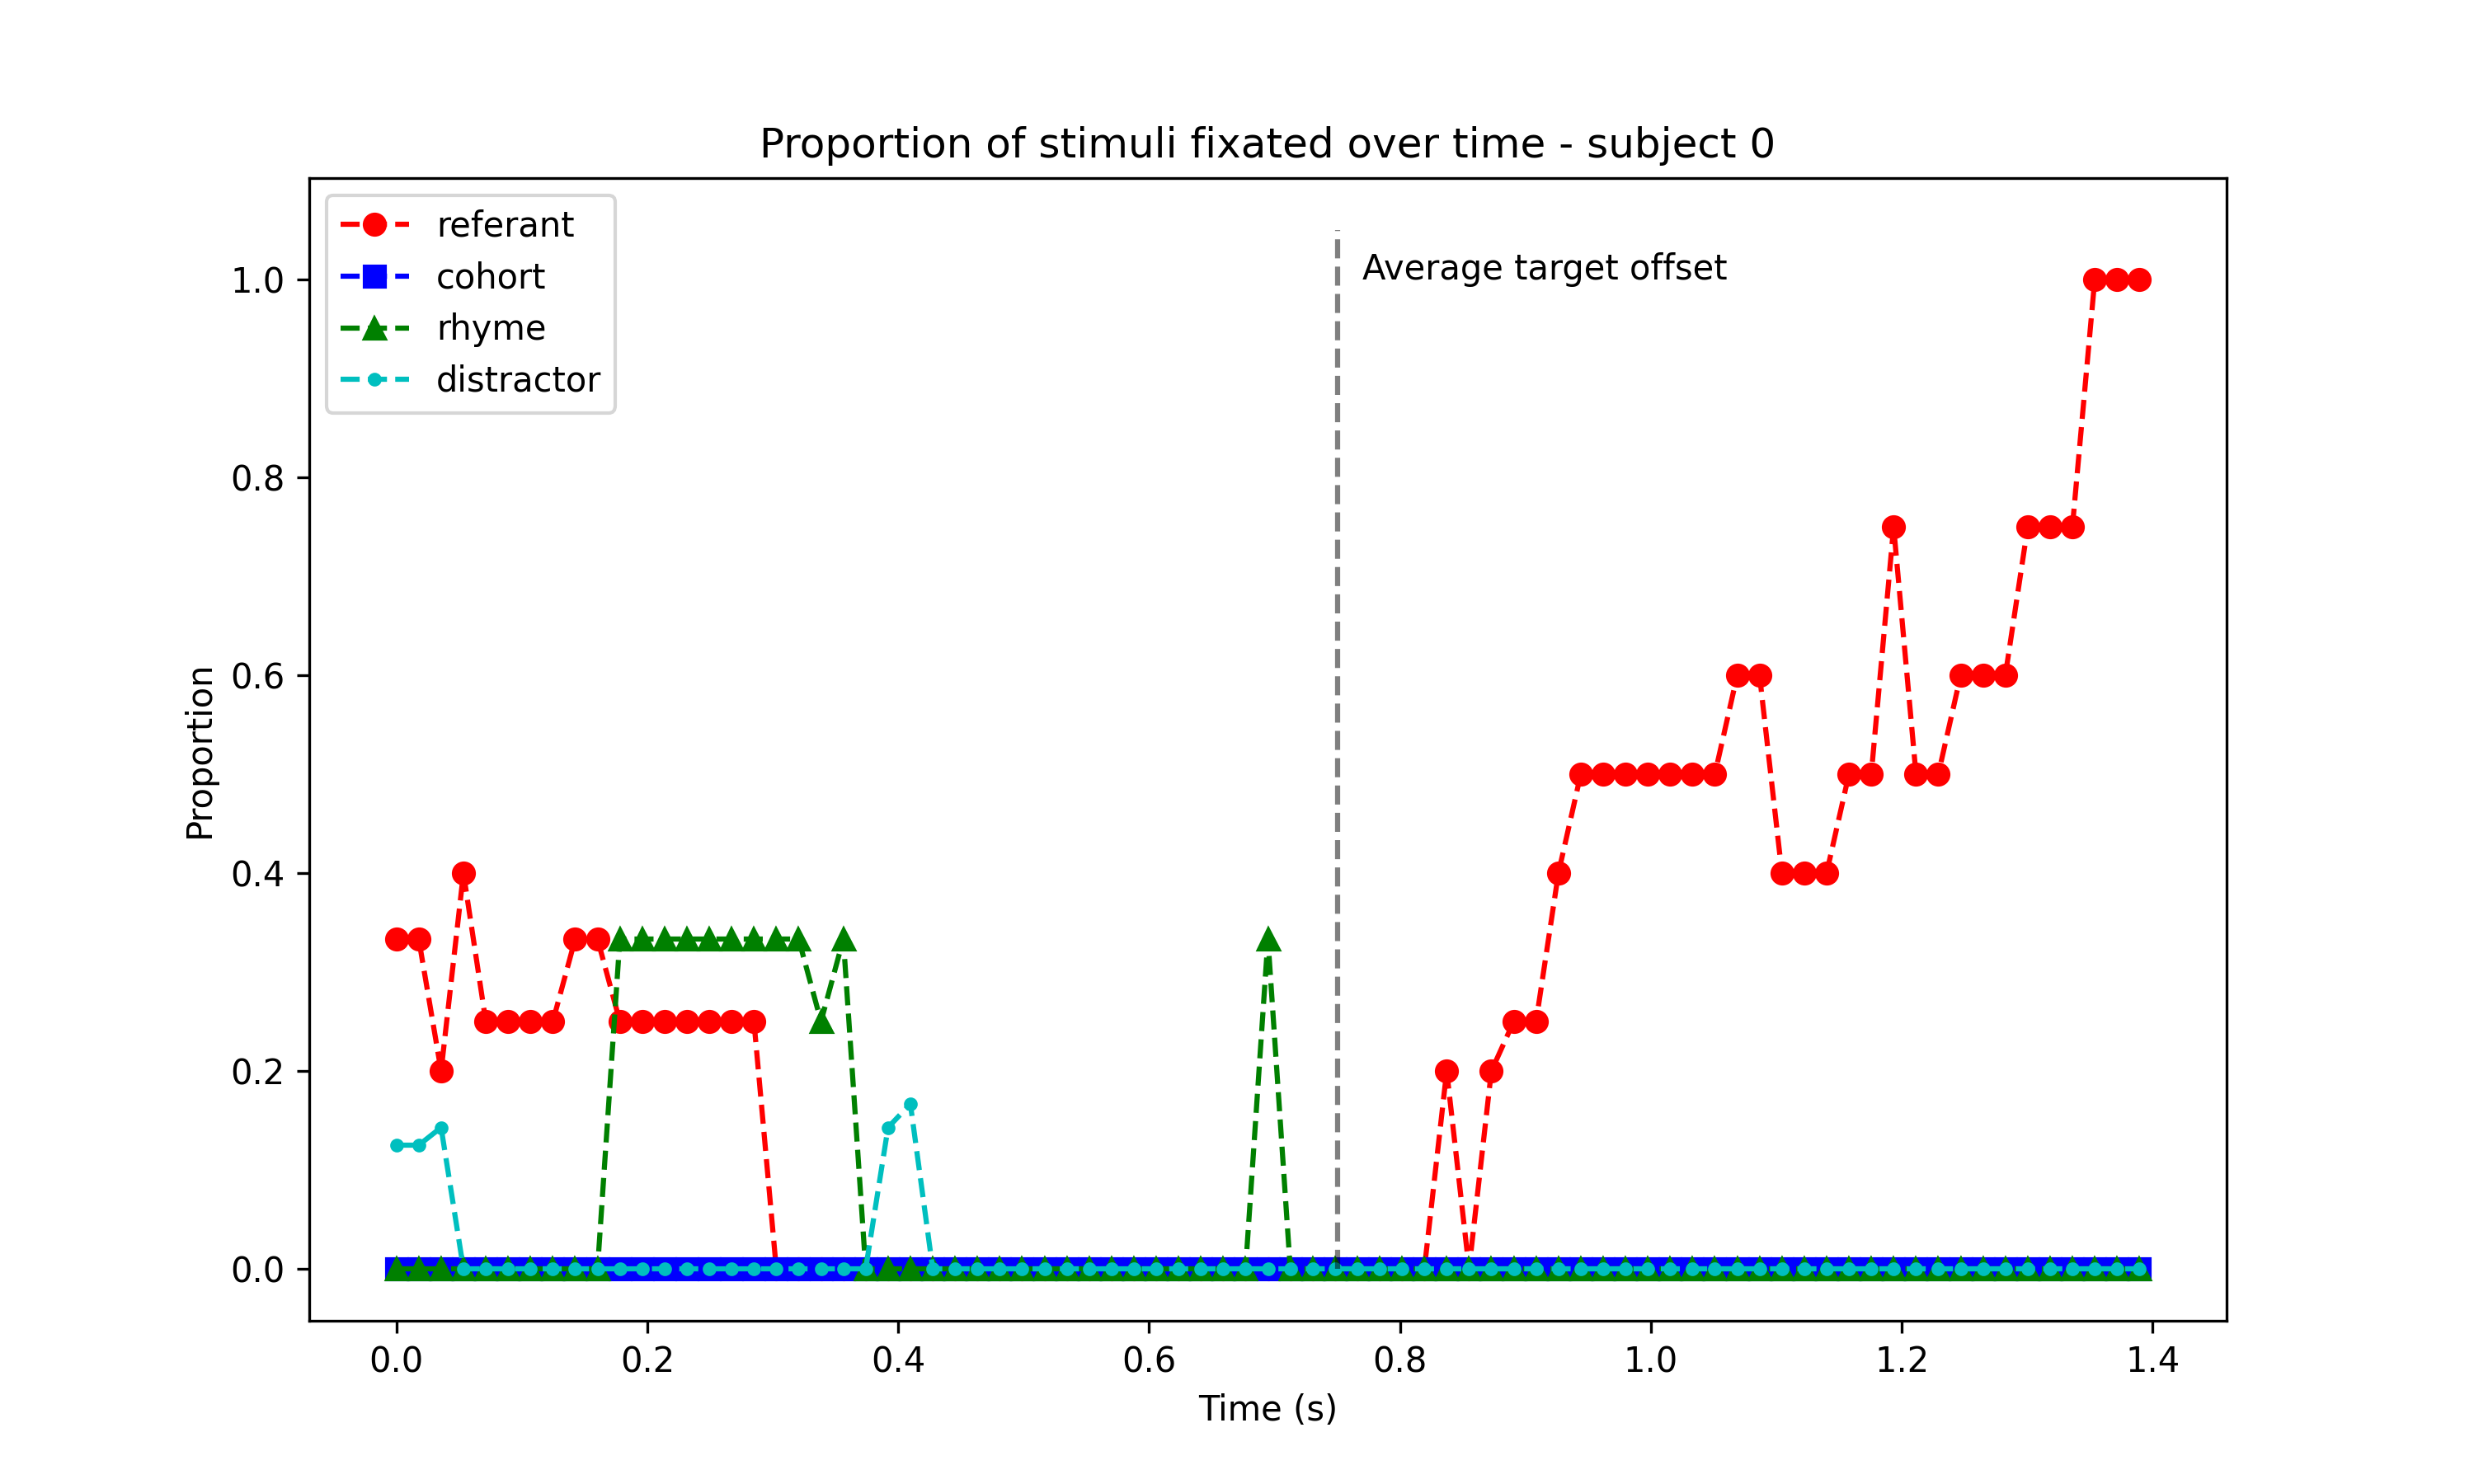 Proportion of stimuli fixated over time - subject 0
referant
cohort
rhyme
distractor
Average target offset
1.0
0.8
0.6
0.4
0.2
0.0
Proportion
0.0 0.2 0.4 0.6 0.8 1.0 1.2 1.4
Time (s)